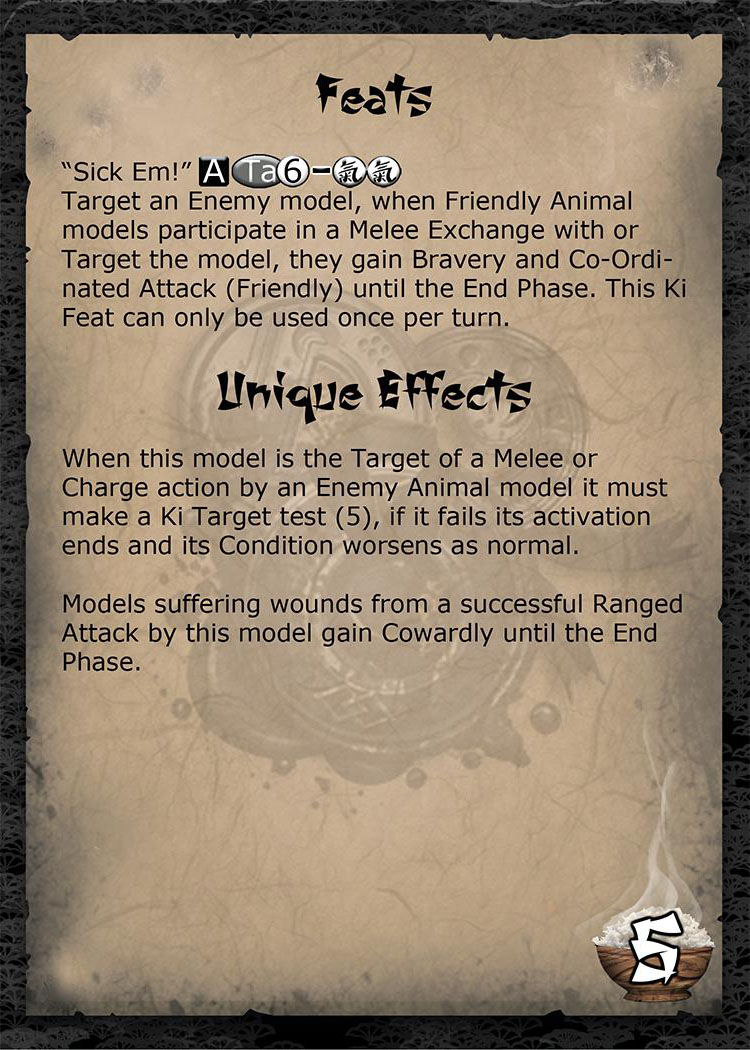 Feats
“Sick Em!” A Ta6-氣氣
Target an Enemy model, when Friendly Animal
models participate in a Melee Exchange with or
Target the model, they gain Bravery and Co-Ordi-
nated Attack (Friendly) until the End Phase. This Ki
Feat can only be used once per turn.
Unique Effects
When this model is the Target of a Melee or
Charge action by an Enemy Animal model it must
make a Ki Target test (5), if it fails its activation
ends and its Condition worsens as normal.
Models suffering wounds from a successful Ranged
Attack by this model gain Cowardly until the End
Phase.
5